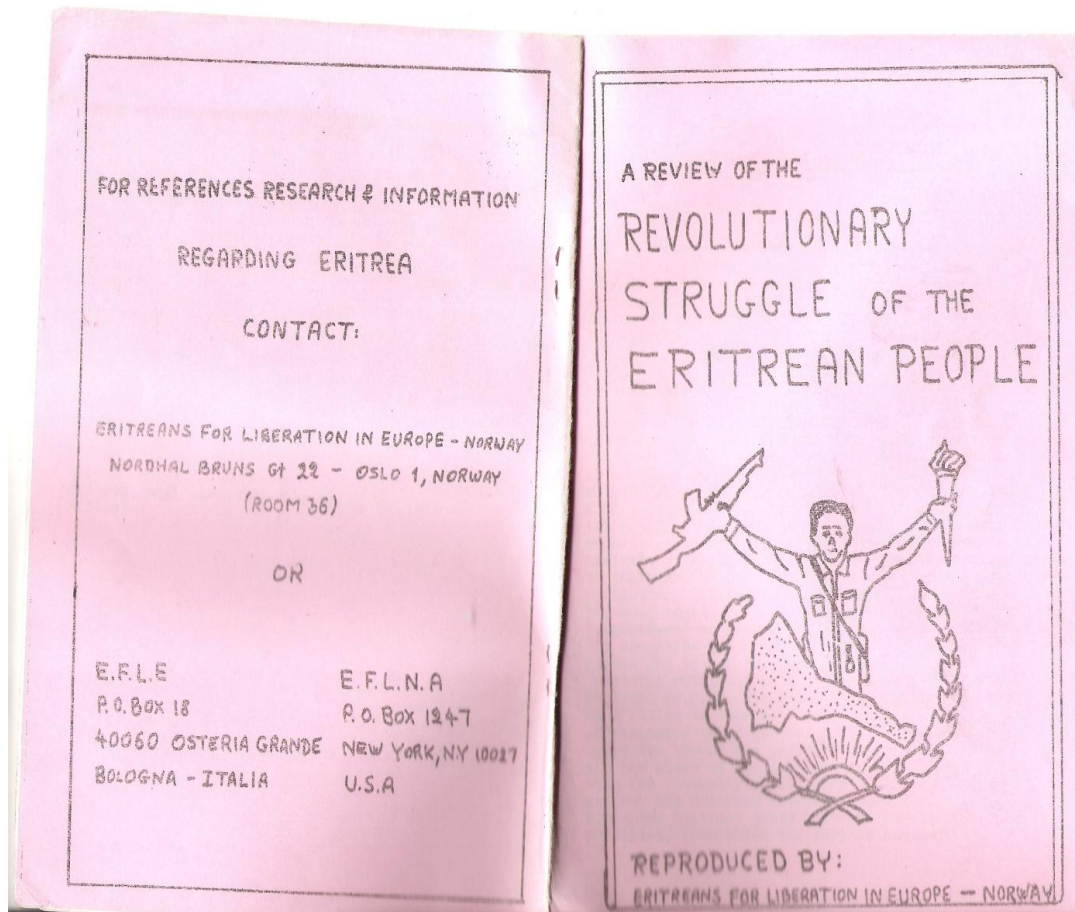 FOR REFERENCES RESEARCH & INFORMATION
REGARDING ERITREA
CONTACT:
ERITREANS FOR LIBERATION IN EUROPE - NORWAY
NORDHAL BRUNS Gt 22 - OSLO 1, NORWAY
(ROOM 36)
OR
E.F.L.E
P.O.BOX 18
40060 OSTERIA GRANDE
BOLOGNA - ITALIA
E.F.L.N.A
P.O. BOX 1247
NEW YORK, N.Y 10027
U.S.A
A REVIEW OF THE
REVOLUTIONARY
STRUGGLE OF THE
ERITREAN PEOPLE
REPRODUCED BY:
ERITREANS FOR LIBERATION IN EUROPE - NORWAY